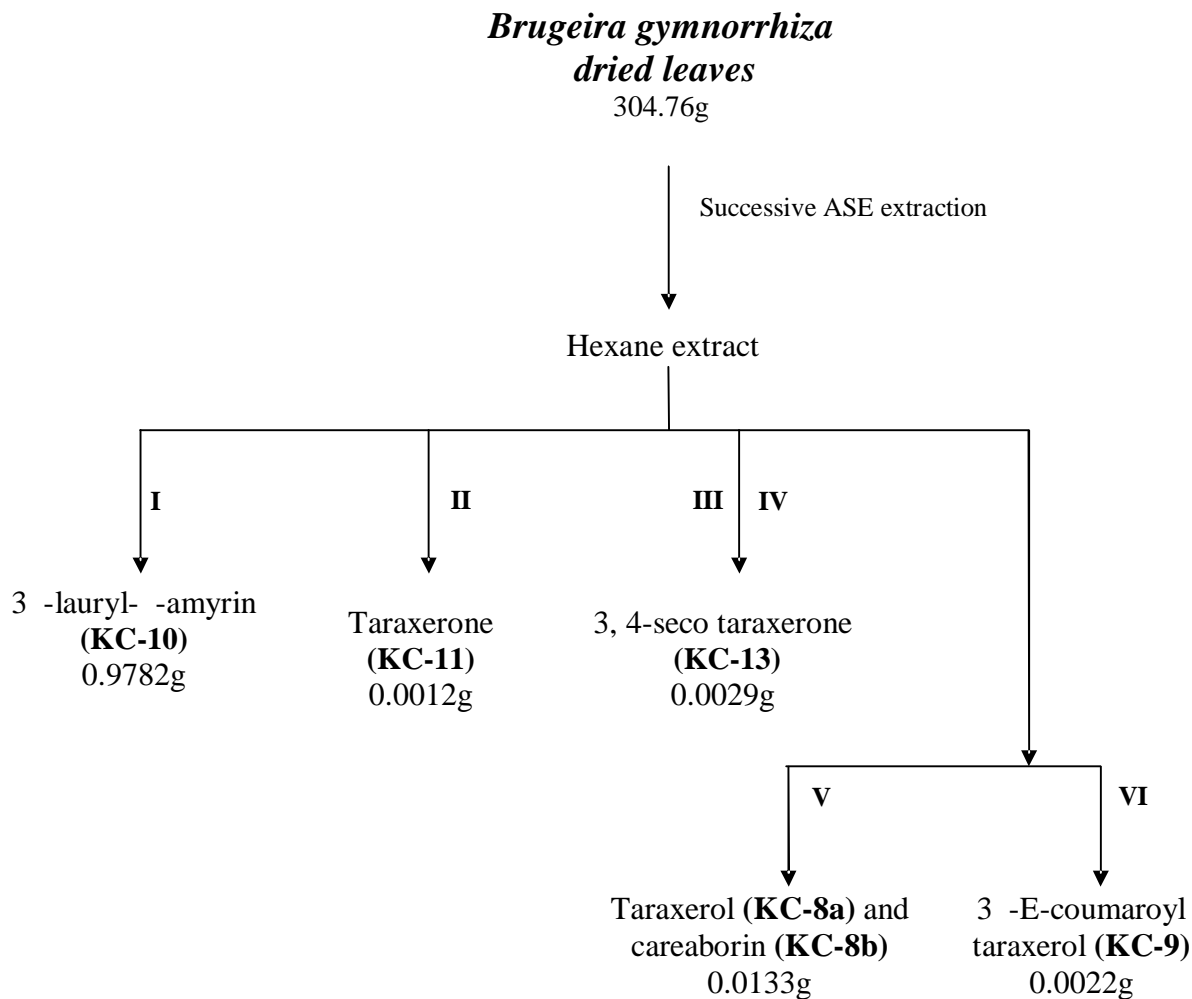 Brugeira gymnorrhiza
dried leaves
304.76g
Successive ASE extraction
Hexane extract
I
II
III
IV
3 -lauryl- -amyrin
(KC-10)
0.9782g
Taraxerone
(KC-11)
0.0012g
3, 4-seco taraxerone
(KC-13)
0.0029g
V
VI
Taraxerol (KC-8a) and
careaborin (KC-8b)
0.0133g
3 -E-coumaroyl
taraxerol (KC-9)
0.0022g